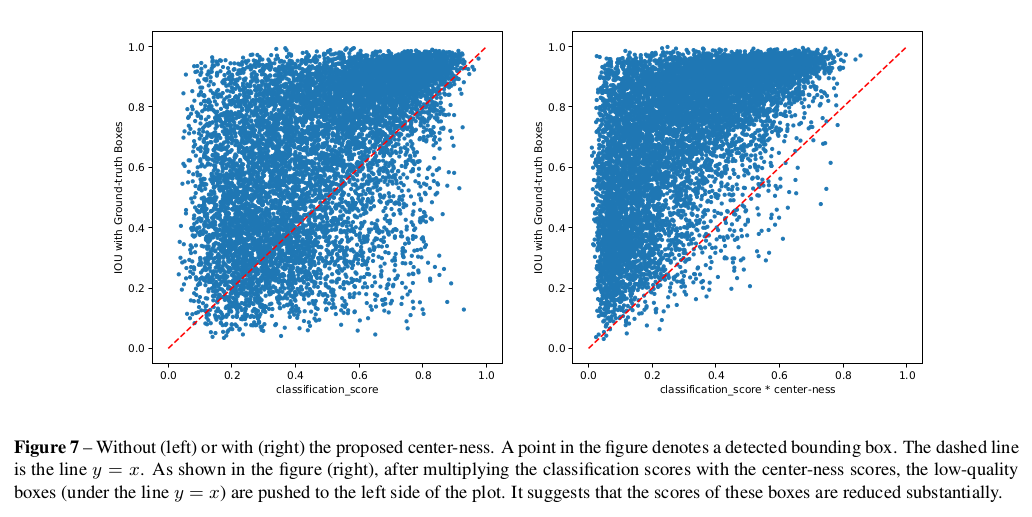 1.0
0.8
0.6
0.4
0.2
0.0
IOU with Ground-truth Boxes
0.0 0.2 0.4 0.6 0.8 1.0
classification_score
1.0
0.8
0.6
0.4
0.2
0.0
IOU with Ground-truth Boxes
0.0 0.2 0.4 0.6 0.8 1.0
classification_score * center-ness
Figure 7 – Without (left) or with (right) the proposed center-ness. A point in the figure denotes a detected bounding box. The dashed line
is the line y = x. As shown in the figure (right), after multiplying the classification scores with the center-ness scores, the low-quality
boxes (under the line y = x) are pushed to the left side of the plot. It suggests that the scores of these boxes are reduced substantially.